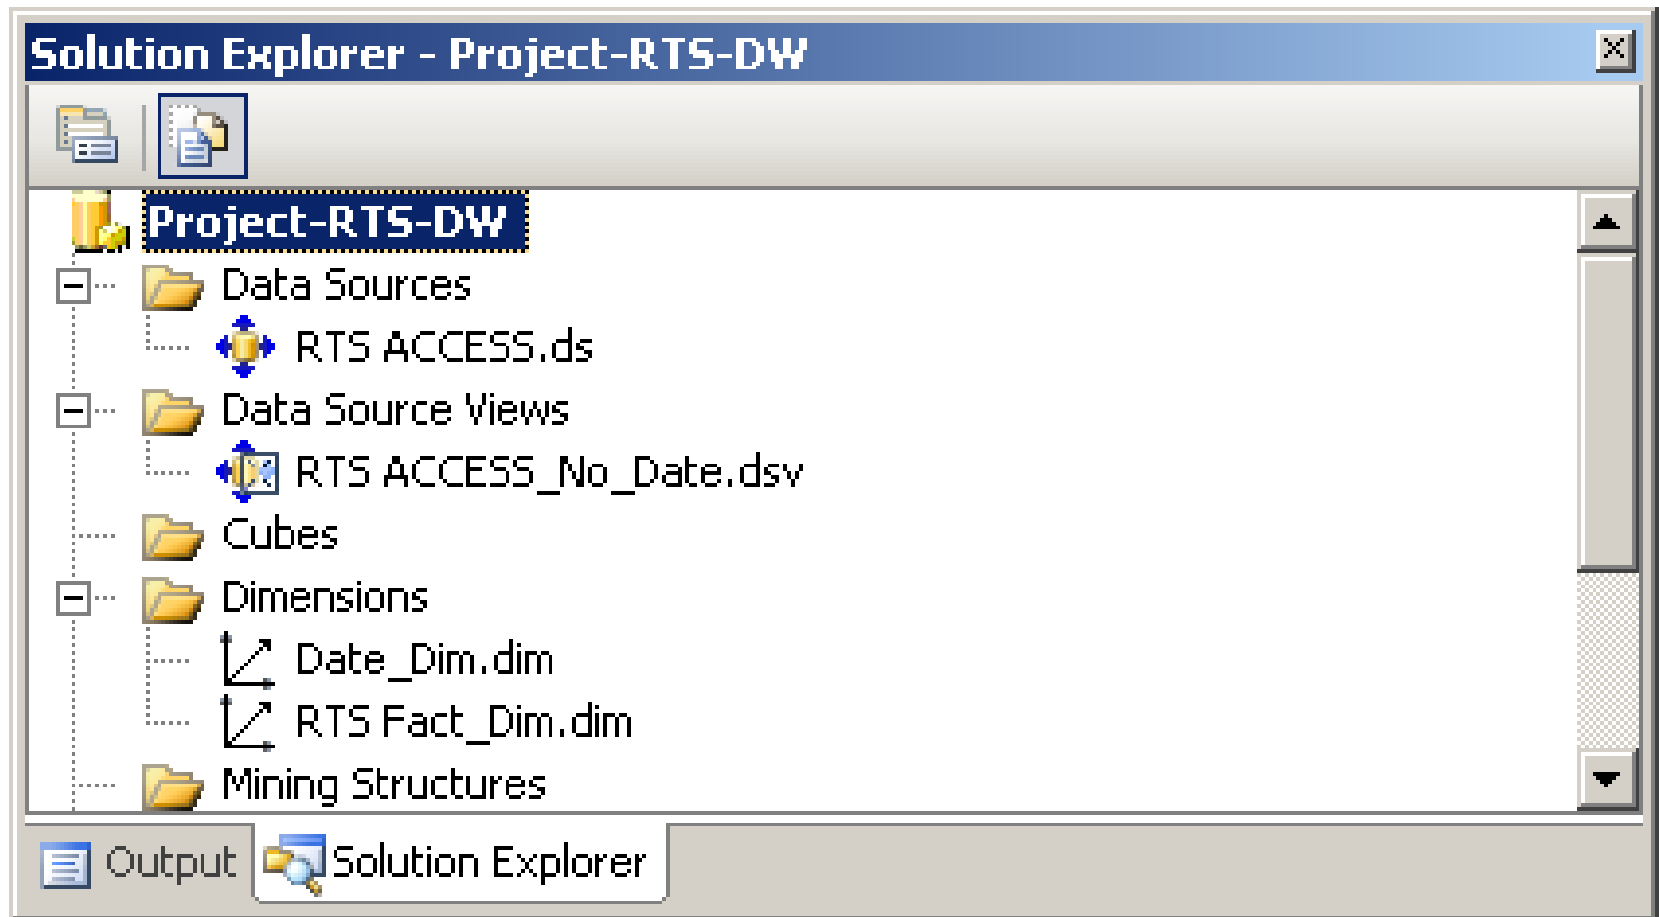 Solution Explorer - Project-RTS-DW
Project-RTS-DW
Data Sources
RTS ACCESS.ds
Data Source Views
RTS ACCESS_No_Date.dsv
Cubes
Dimensions
Date_Dim.dim
RTS Fact_Dim.dim
Mining Structures
Output Solution Explorer